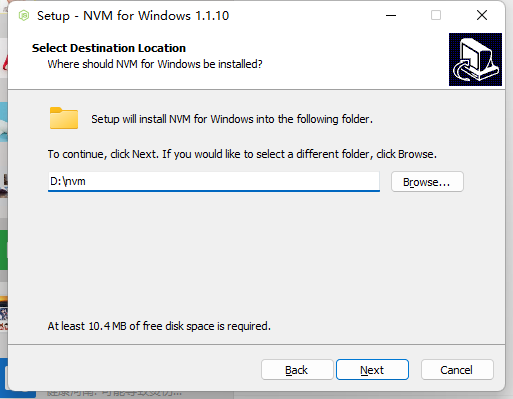 Setup - NVM for Windows 1.1.10
Select Destination Location
Where should NVM for Windows be installed?
Setup will install NVM for Windows into the following folder.
To continue, click Next. If you would like to select a different folder, click Browse.
D:\nvm
Browse...
At least 10.4 MB of free disk space is required.
Back
Next
Cancel